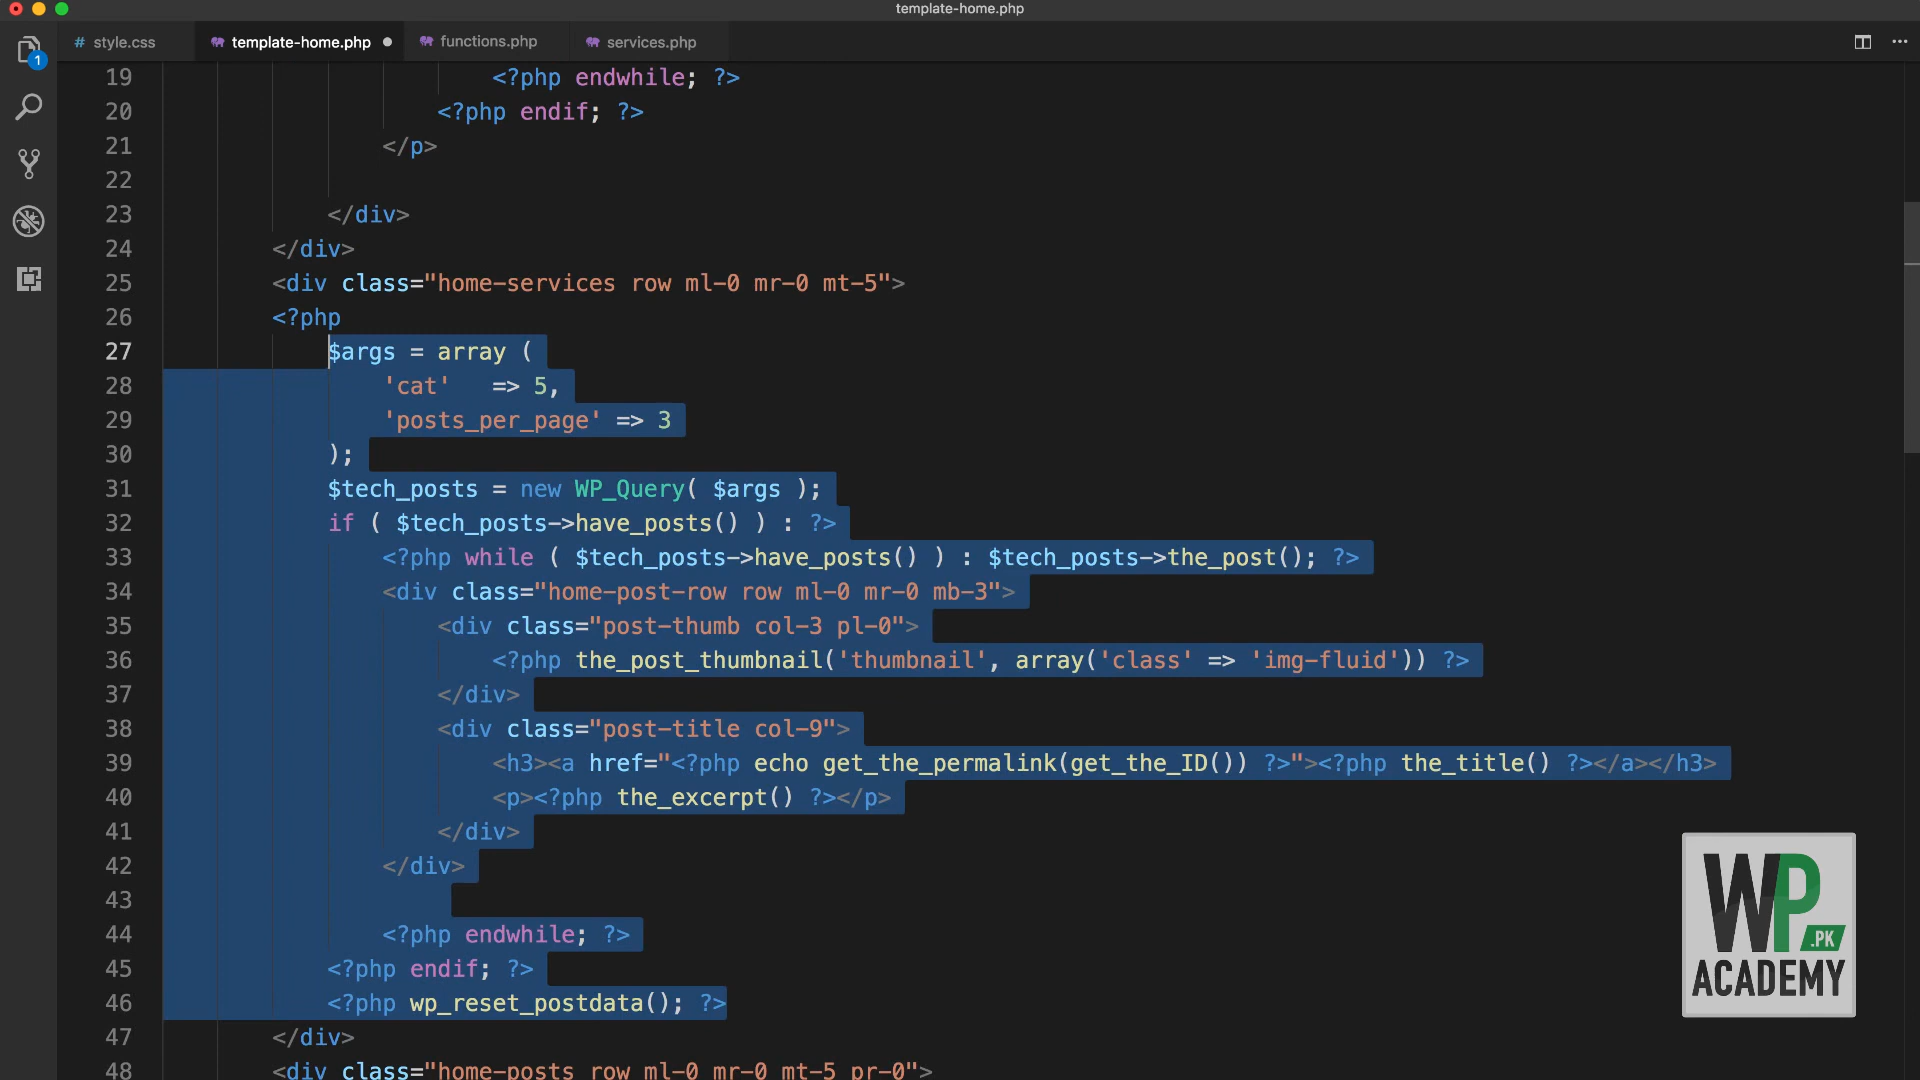 template-home.php
# style.css
template-home.php
functions.php
services.php
1
19 <?php endwhile; ?>
20 <?php endif; ?>
21 </p>
22
23 </div>
24 </div>
25 <div class="home-services row ml-0 mr-0 mt-5">
26 <?php
27 $args = array (
28 'cat'   => 5,
29 'posts_per_page' => 3
30 );
31 $tech_posts = new WP_Query( $args );
32 if ( $tech_posts->have_posts() ) : ?>
33 <?php while ( $tech_posts->have_posts() ) : $tech_posts->the_post(); ?>
34 <div class="home-post-row row ml-0 mr-0 mb-3">
35 <div class="post-thumb col-3 pl-0">
36 <?php the_post_thumbnail('thumbnail', array('class' => 'img-fluid')) ?>
37 </div>
38 <div class="post-title col-9">
39 <h3><a href="<?php echo get_the_permalink(get_the_ID()) ?>"><?php the_title() ?></a></h3>
40 <p><?php the_excerpt() ?></p>
41 </div>
42 </div>
43
44 <?php endwhile; ?>
45 <?php endif; ?>
46 <?php wp_reset_postdata(); ?>
47 </div>
48 <div class="home-posts row ml-0 mr-0 mt-5 pr-0">
WP
.PK
ACADEMY